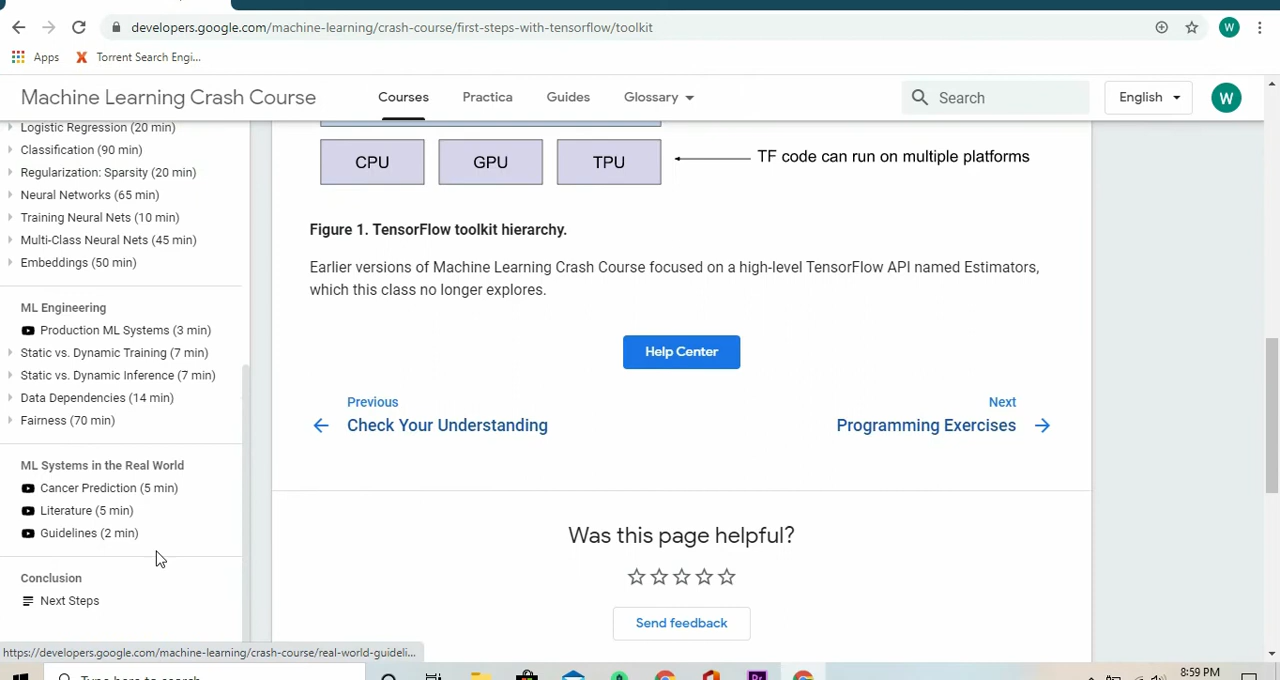 developers.google.com/machine-learning/crash-course/first-steps-with-tensorflow/toolkit
W
Apps
Torrent Search Engi...
Machine Learning Crash Course
Courses
Practica
Guides
Glossary
Search
English
W
Logistic Regression (20 min)
Classification (90 min)
Regularization: Sparsity (20 min)
Neural Networks (65 min)
Training Neural Nets (10 min)
Multi-Class Neural Nets (45 min)
Embeddings (50 min)
ML Engineering
Production ML Systems (3 min)
Static vs. Dynamic Training (7 min)
Static vs. Dynamic Inference (7 min)
Data Dependencies (14 min)
Fairness (70 min)
ML Systems in the Real World
Cancer Prediction (5 min)
Literature (5 min)
Guidelines (2 min)
Conclusion
Next Steps
CPU
GPU
TPU
TF code can run on multiple platforms
Figure 1. TensorFlow toolkit hierarchy.
Earlier versions of Machine Learning Crash Course focused on a high-level TensorFlow API named Estimators,
which this class no longer explores.
Help Center
Previous
Check Your Understanding
Next
Programming Exercises
Was this page helpful?
Send feedback
https://developers.google.com/machine-learning/crash-course/real-world-guideli...
Type here to search
Pr
8:59 PM